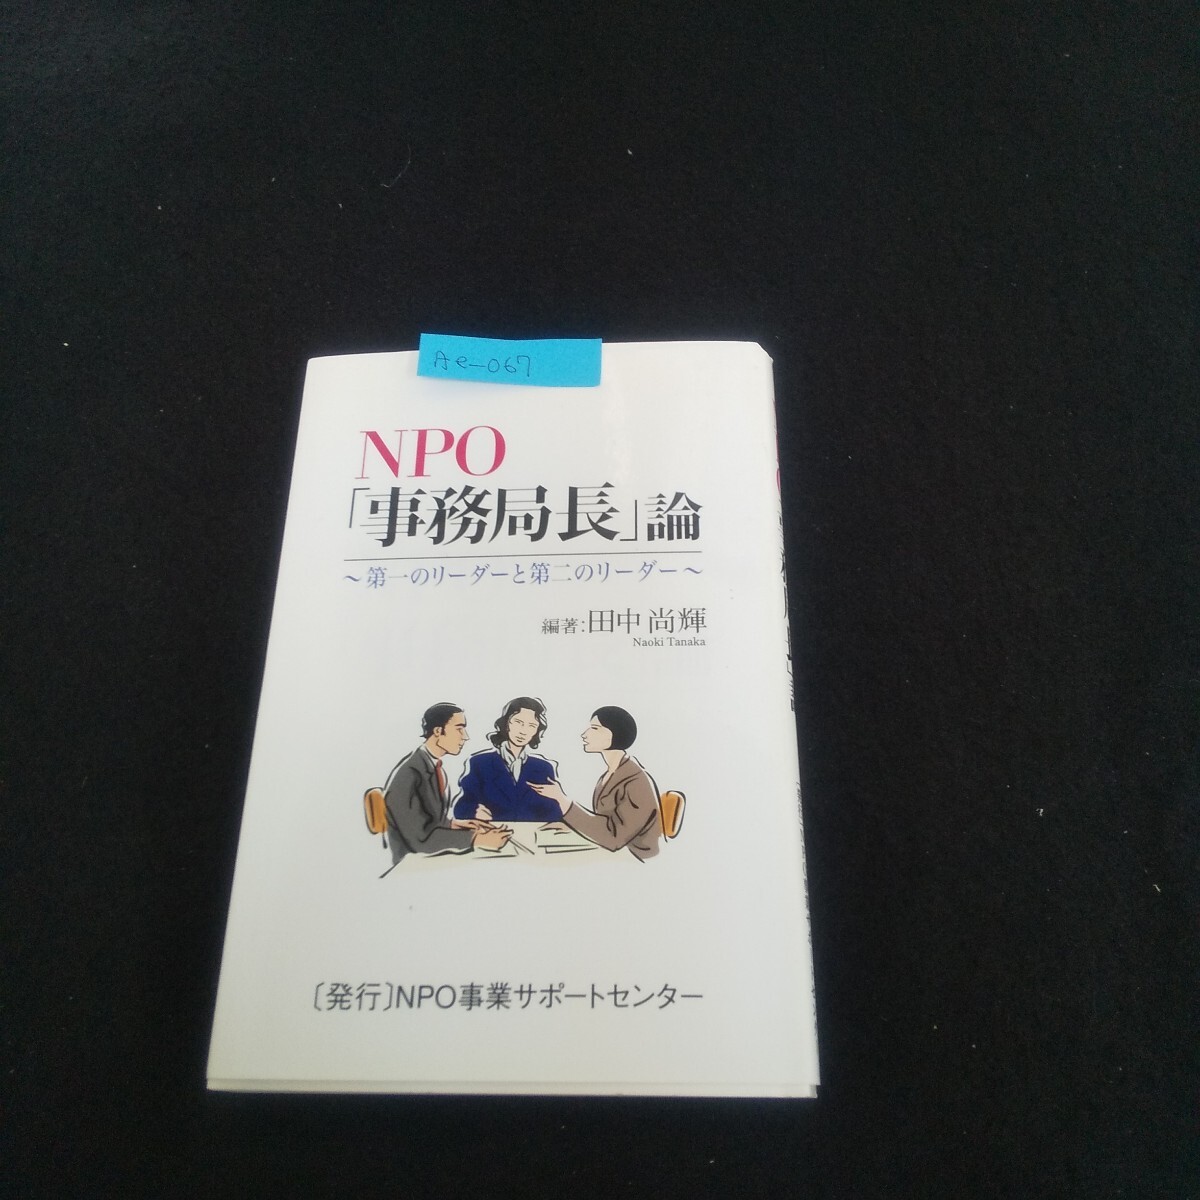 Ae-067
NPO
「事務局長」論
～第一のリーダーと第二のリーダー～
編著:田中 尚輝
Naoki Tanaka
〔発行〕NPO事業サポートセンター